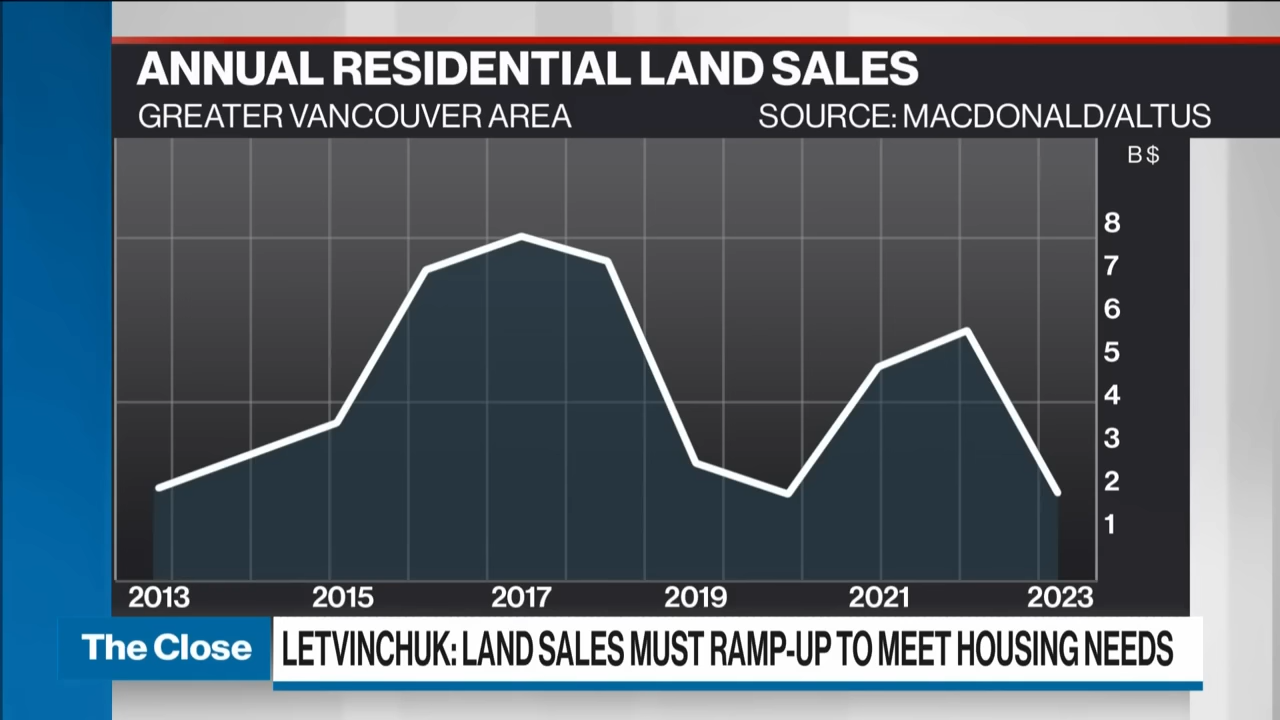 ANNUAL RESIDENTIAL LAND SALES
GREATER VANCOUVER AREA
SOURCE: MACDONALD/ALTUS
B$
8
7
6
5
4
3
2
1
2013 2015 2017 2019 2021 2023
The Close
LETVINCHUK: LAND SALES MUST RAMP-UP TO MEET HOUSING NEEDS